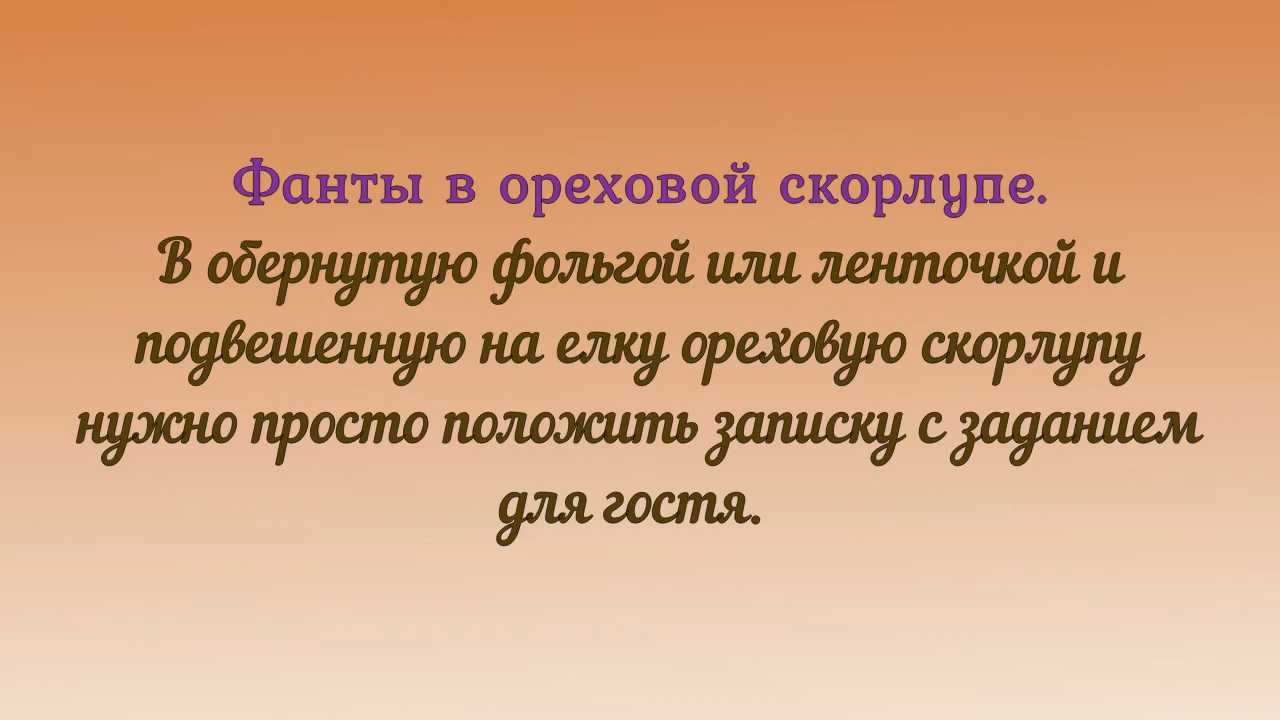 Фанты в ореховой скорлупе.
В обернутую фольгой или ленточкой и
подвешенную на елку ореховую скорлупу
нужно просто положить записку с заданием
для гостя.